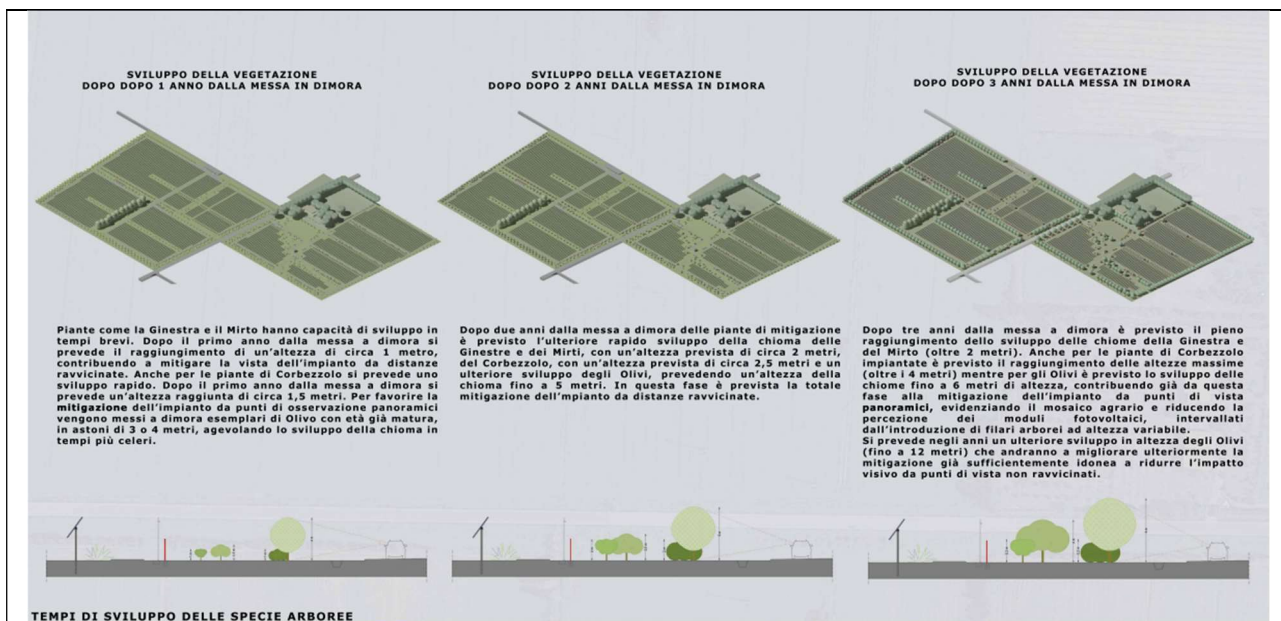 SVILUPPO DELLA VEGETAZIONE
DOPO DOPO 1 ANNO DALLA MESSA IN DIMORA
Piante come la Ginestra e il Mirto hanno capacità di sviluppo in
tempi brevi. Dopo il primo anno dalla messa a dimora si
prevede il raggiungimento di un'altezza di circa 1 metro,
contribuendo a mitigare la vista dell'impianto da distanze
ravvicinate. Anche per le piante di Corbezzolo si prevede uno
sviluppo rapido. Dopo il primo anno dalla messa a dimora si
prevede un'altezza raggiunta di circa 1,5 metri. Per favorire la
mitigazione dell'impianto da punti di osservazione panoramici
vengono messi a dimora esemplari di Olivo con età già matura,
in astoni di 3 o 4 metri, agevolando lo sviluppo della chioma in
tempi più celeri.
SVILUPPO DELLA VEGETAZIONE
DOPO DOPO 2 ANNI DALLA MESSA IN DIMORA
Dopo due anni dalla messa a dimora delle piante di mitigazione
è previsto l'ulteriore rapido sviluppo della chioma delle
Ginestre e dei Mirti, con un'altezza prevista di circa 2 metri,
del Corbezzolo, con un'altezza prevista di circa 2,5 metri e un
ulteriore sviluppo degli Olivi, prevedendo un'altezza della
chioma fino a 5 metri. In questa fase è prevista la totale
mitigazione dell'mpianto da distanze ravvicinate.
SVILUPPO DELLA VEGETAZIONE
DOPO DOPO 3 ANNI DALLA MESSA IN DIMORA
Dopo tre anni dalla messa a dimora è previsto il pieno
raggiungimento dello sviluppo delle chiome della Ginestra e
del Mirto (oltre 2 metri). Anche per le piante di Corbezzolo
impiantate è previsto il raggiungimento delle altezze massime
(oltre i 4 metri) mentre per gli Olivi è previsto lo sviluppo delle
chiome fino a 6 metri di altezza, contribuendo già da questa
fase alla mitigazione dell'impianto da punti di vista
panoramici, evidenziando il mosaico agrario e riducendo la
percezione dei moduli fotovoltaici, intervallati
dall'introduzione di filari arborei ad altezza variabile.
Si prevede negli anni un ulteriore sviluppo in altezza degli Olivi
(fino a 12 metri) che andranno a migliorare ulteriormente la
mitigazione già sufficientemente idonea a ridurre l'impatto
visivo da punti di vista non ravvicinati.
TEMPI DI SVILUPPO DELLE SPECIE ARBOREE